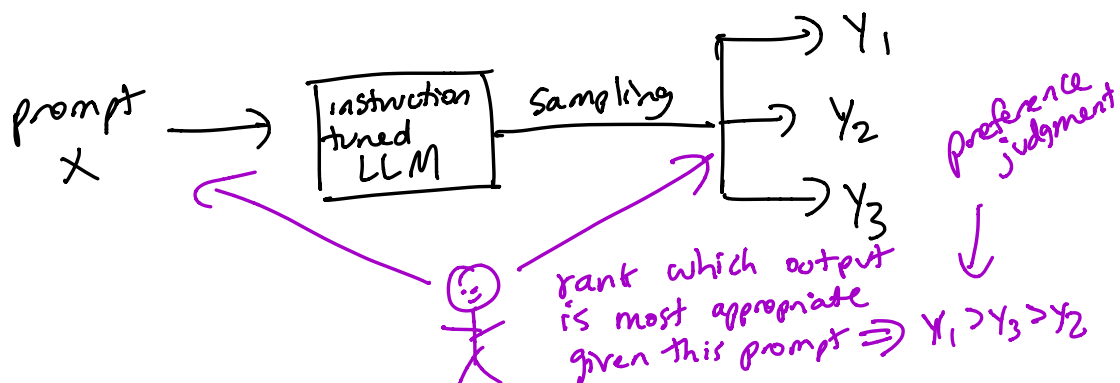 prompt
X
instruction
tuned
LLM
sampling
Y1
Y2
Y3
preference
judgment
rank which output
is most appropriate
given this prompt ⇒ Y1 > Y3 > Y2